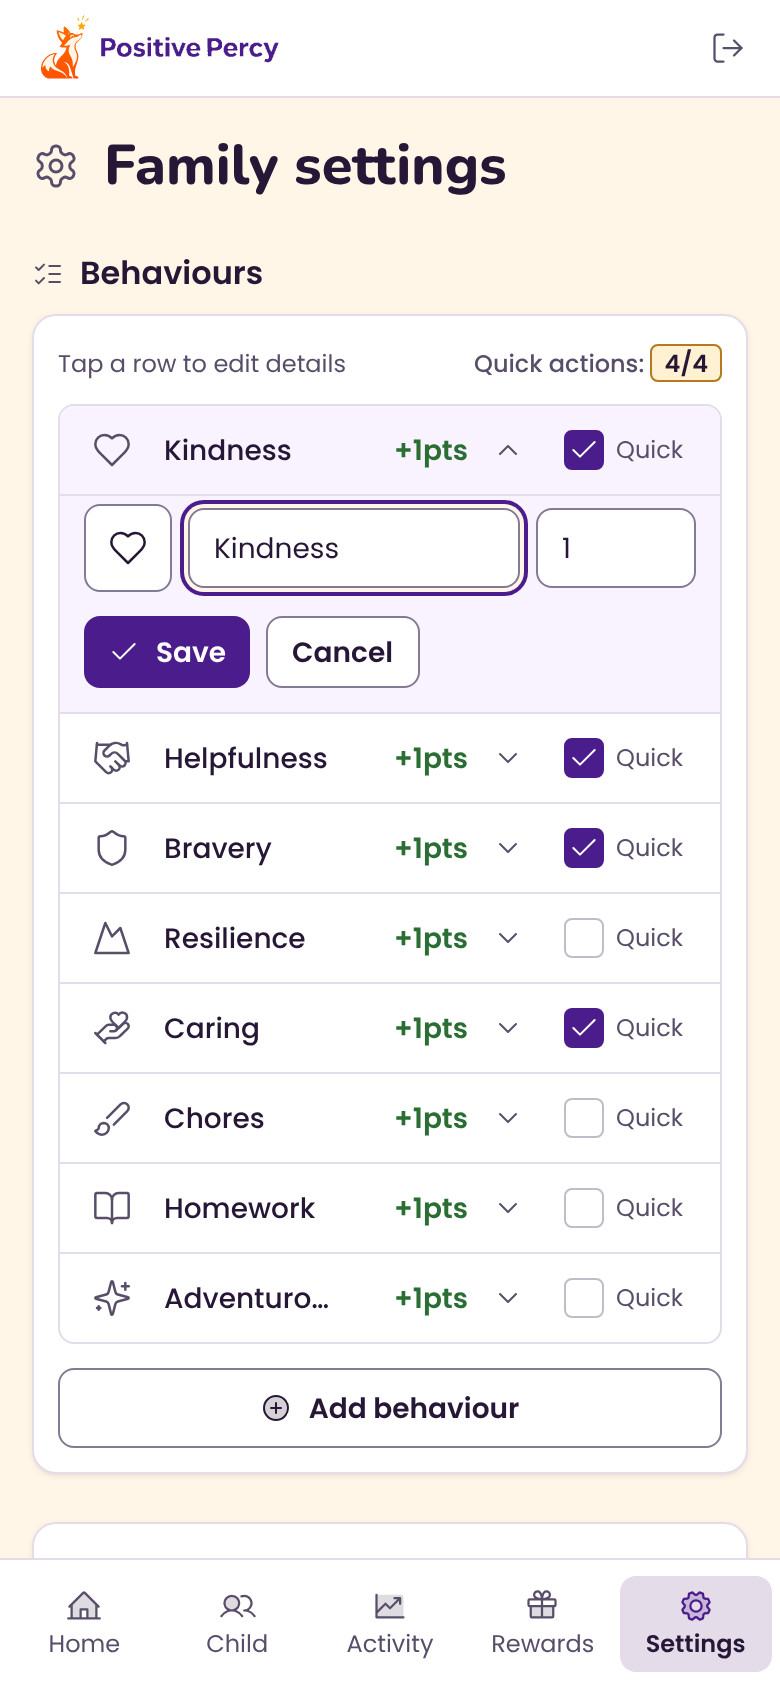 Positive Percy
Family settings
Behaviours
Tap a row to edit details Quick actions: 4/4
Kindness +1pts Quick
Kindness 1
Save Cancel
Helpfulness +1pts Quick
Bravery +1pts Quick
Resilience +1pts Quick
Caring +1pts Quick
Chores +1pts Quick
Homework +1pts Quick
Adventuro... +1pts Quick
Add behaviour
Home Child Activity Rewards Settings